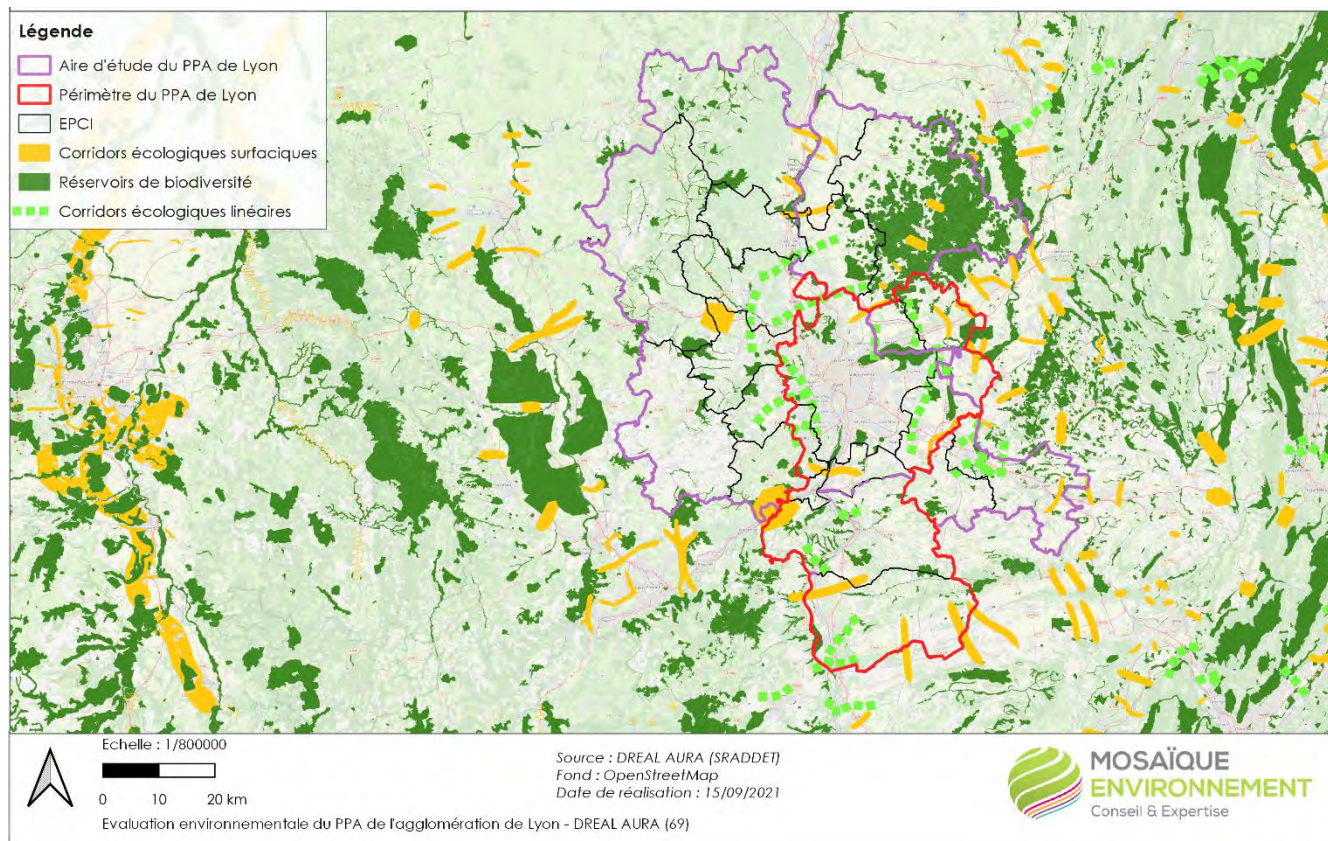 Légende
Aire d'étude du PPA de Lyon
Périmètre du PPA de Lyon
EPCI
Corridors écologiques surfaciques
Réservoirs de biodiversité
Corridors écologiques linéaires
Echelle : 1/800000
0 10 20 km
Source : DREAL AURA (SRADDET)
Fond : OpenStreetMap
Date de réalisation : 15/09/2021
Evaluation environnementale du PPA de l'agglomération de Lyon - DREAL AURA (69)
MOSAÏQUE
ENVIRONNEMENT
Conseil & Expertise